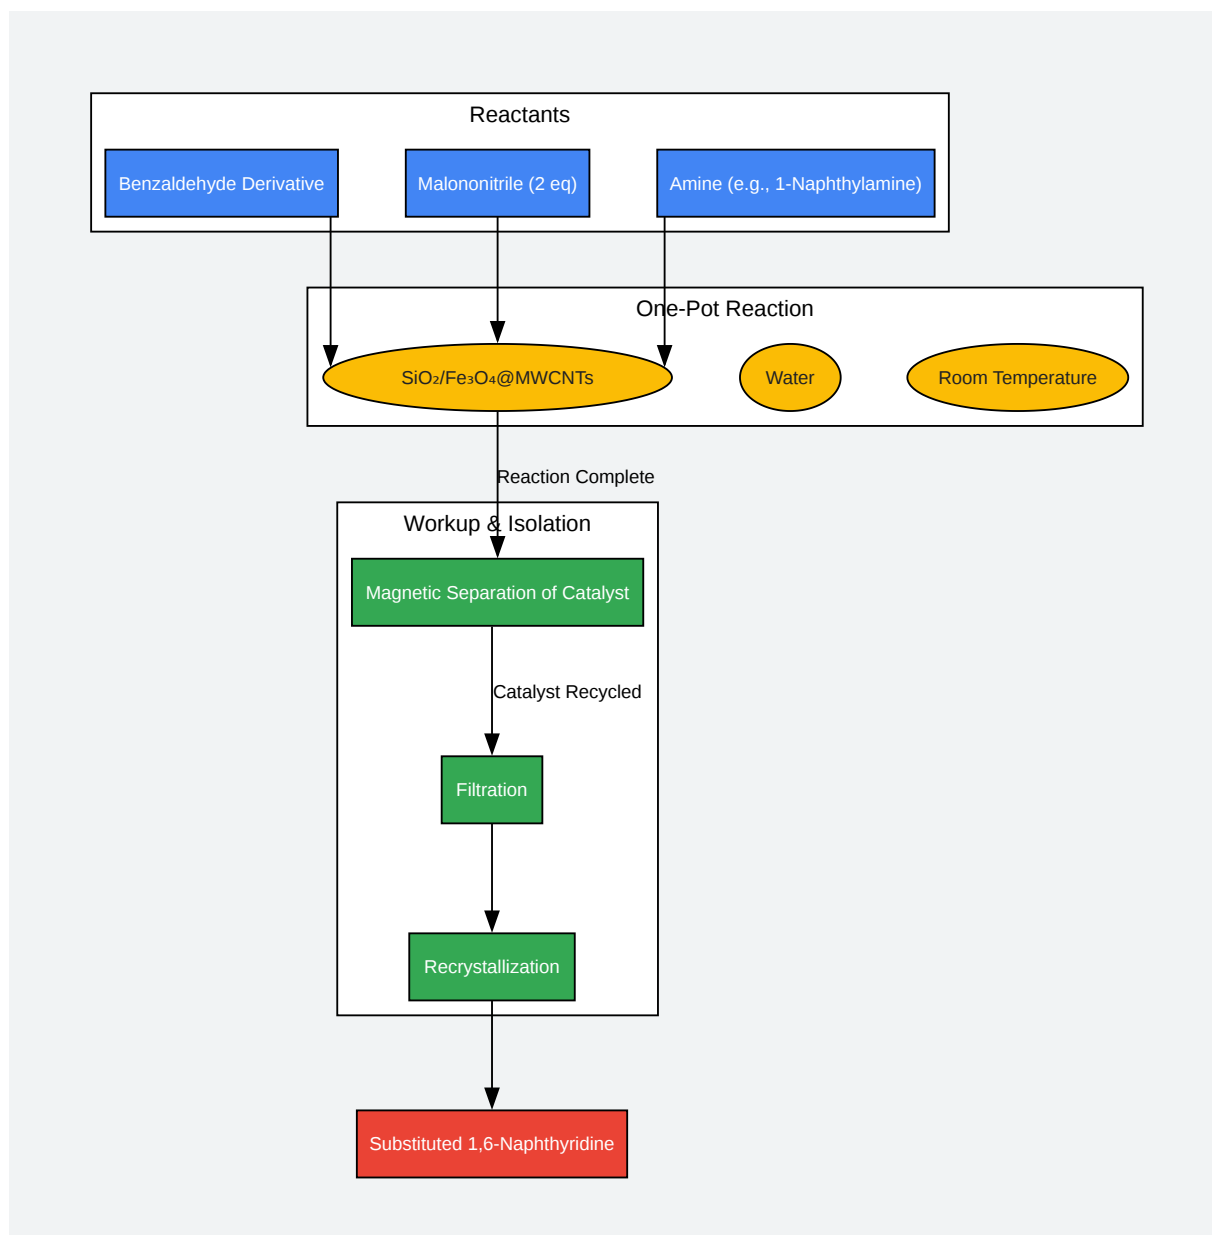 Reactants
Benzaldehyde Derivative
Malononitrile (2 eq)
Amine (e.g., 1-Naphthylamine)
One-Pot Reaction
SiO₂/Fe₃O₄@MWCNTs
Water
Room Temperature
Reaction Complete
Workup & Isolation
Magnetic Separation of Catalyst
Catalyst Recycled
Filtration
Recrystallization
Substituted 1,6-Naphthyridine